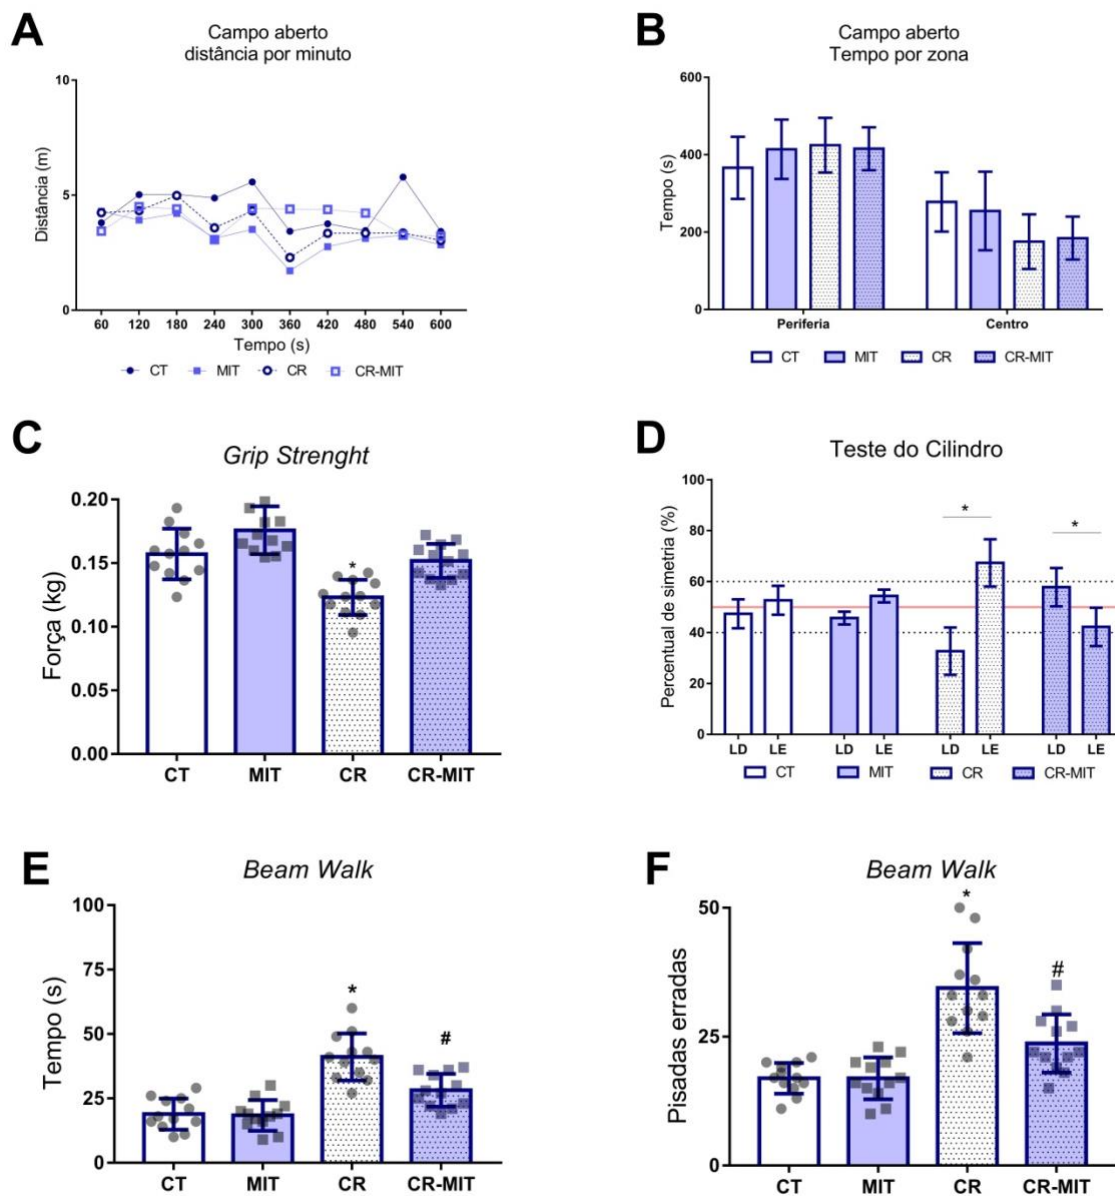 A
Campo aberto
distância por minuto
10
5
0
Distância (m)
60 120 180 240 300 360 420 480 540 600
Tempo (s)
CT MIT CR CR-MIT
B
Campo aberto
Tempo por zona
600
400
200
0
Tempo (s)
Periferia Centro
CT MIT CR CR-MIT
C
Grip Strenght
0.20
0.15
0.10
0.05
0.00
Força (kg)
*
CT MIT CR CR-MIT
D
Teste do Cilindro
100
80
60
40
20
0
Percentual de simetria (%)
* *
LD LE LD LE LD LE LD LE
CT MIT CR CR-MIT
E
Beam Walk
100
75
50
25
0
Tempo (s)
* #
CT MIT CR CR-MIT
F
Beam Walk
50
25
0
Pisadas erradas
* #
CT MIT CR CR-MIT